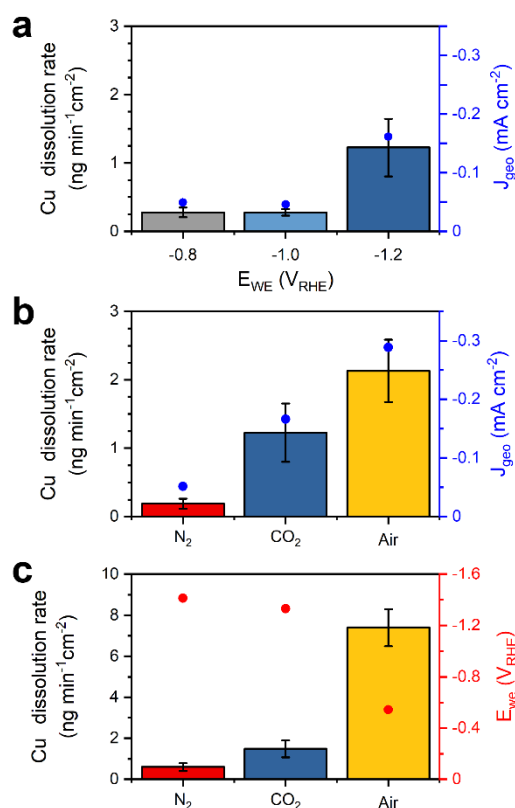 a
Cu dissolution rate
(ng min⁻¹cm⁻²)
3
2
1
0
-0.8
-1.0
-1.2
E_WE (V_RHE)
-0.3
-0.2
-0.1
0
J_geo (mA cm⁻²)
b
Cu dissolution rate
(ng min⁻¹cm⁻²)
3
2
1
0
N₂
CO₂
Air
-0.3
-0.2
-0.1
0
J_geo (mA cm⁻²)
c
Cu dissolution rate
(ng min⁻¹cm⁻²)
10
8
6
4
2
0
N₂
CO₂
Air
-1.6
-1.2
-0.8
-0.4
0
E_we (V_RHE)